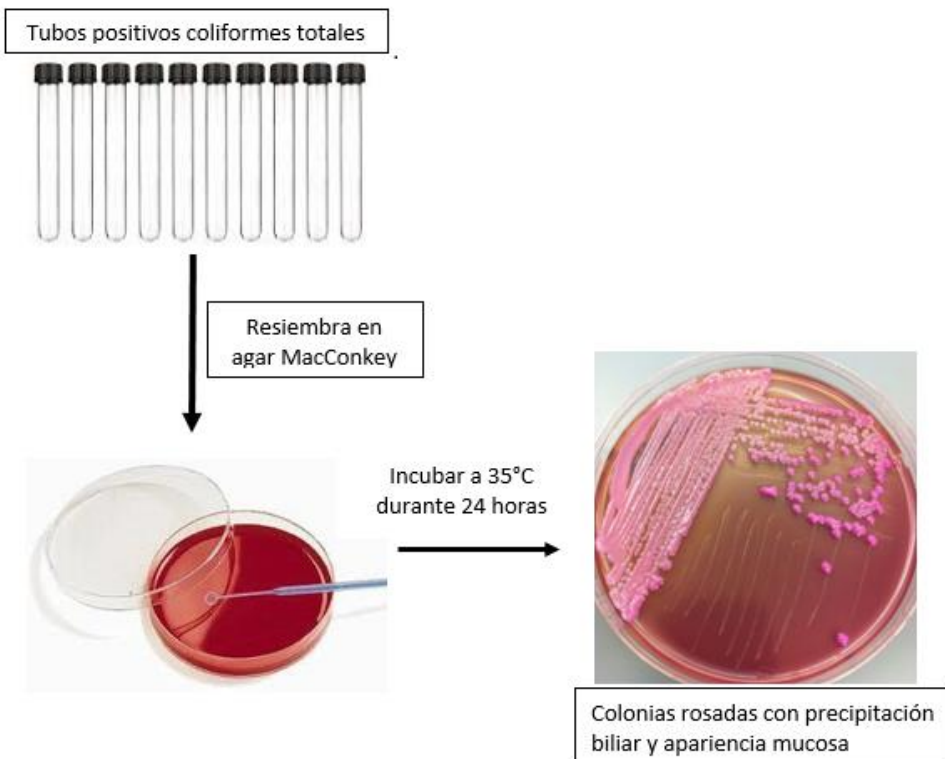 Tubos positivos coliformes totales
Resiembra en
agar MacConkey
Incubar a 35°C
durante 24 horas
Colonias rosadas con precipitación
biliar y apariencia mucosa